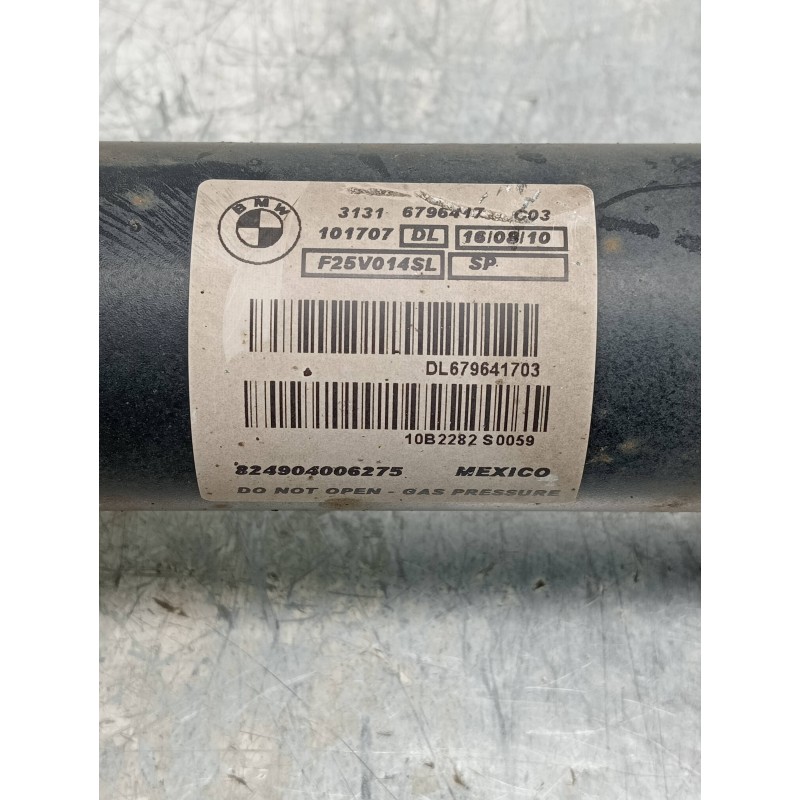 BMW
3131 6796417 C03
101707 DL 16/08/10
F25V014SL SP
DL679641703
10B2282 S0059
824904006275 MEXICO
DO NOT OPEN - GAS PRESSURE